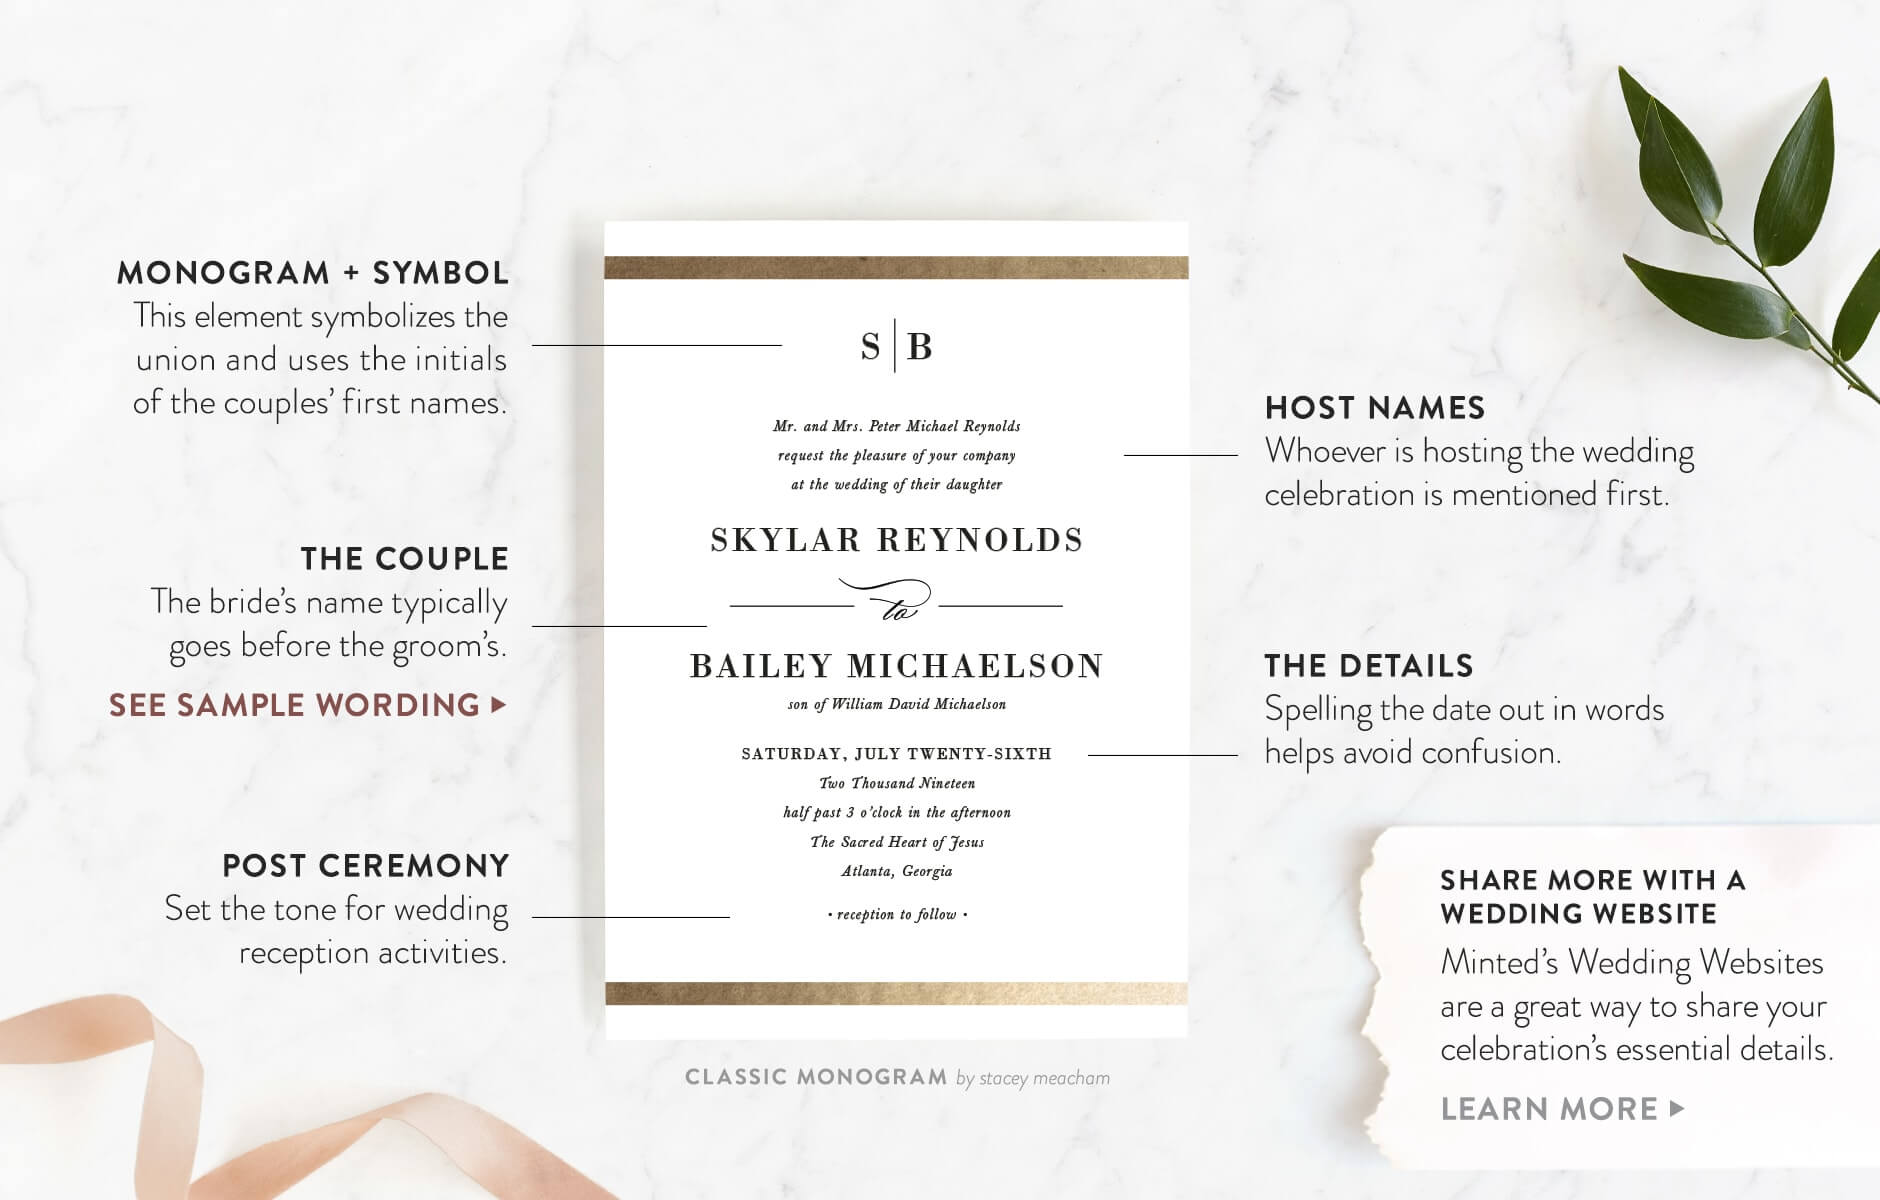 MONOGRAM + SYMBOL
This element symbolizes the
union and uses the initials
of the couples’ first names.
THE COUPLE
The bride’s name typically
goes before the groom’s.
SEE SAMPLE WORDING ▸
POST CEREMONY
Set the tone for wedding
reception activities.
S | B
Mr. and Mrs. Peter Michael Reynolds
request the pleasure of your company
at the wedding of their daughter
SKYLAR REYNOLDS
to
BAILEY MICHAELSON
son of William David Michaelson
SATURDAY, JULY TWENTY-SIXTH
Two Thousand Nineteen
half past 3 o’clock in the afternoon
The Sacred Heart of Jesus
Atlanta, Georgia
• reception to follow •
CLASSIC MONOGRAM by stacey meacham
HOST NAMES
Whoever is hosting the wedding
celebration is mentioned first.
THE DETAILS
Spelling the date out in words
helps avoid confusion.
SHARE MORE WITH A
WEDDING WEBSITE
Minted’s Wedding Websites
are a great way to share your
celebration’s essential details.
LEARN MORE ▸